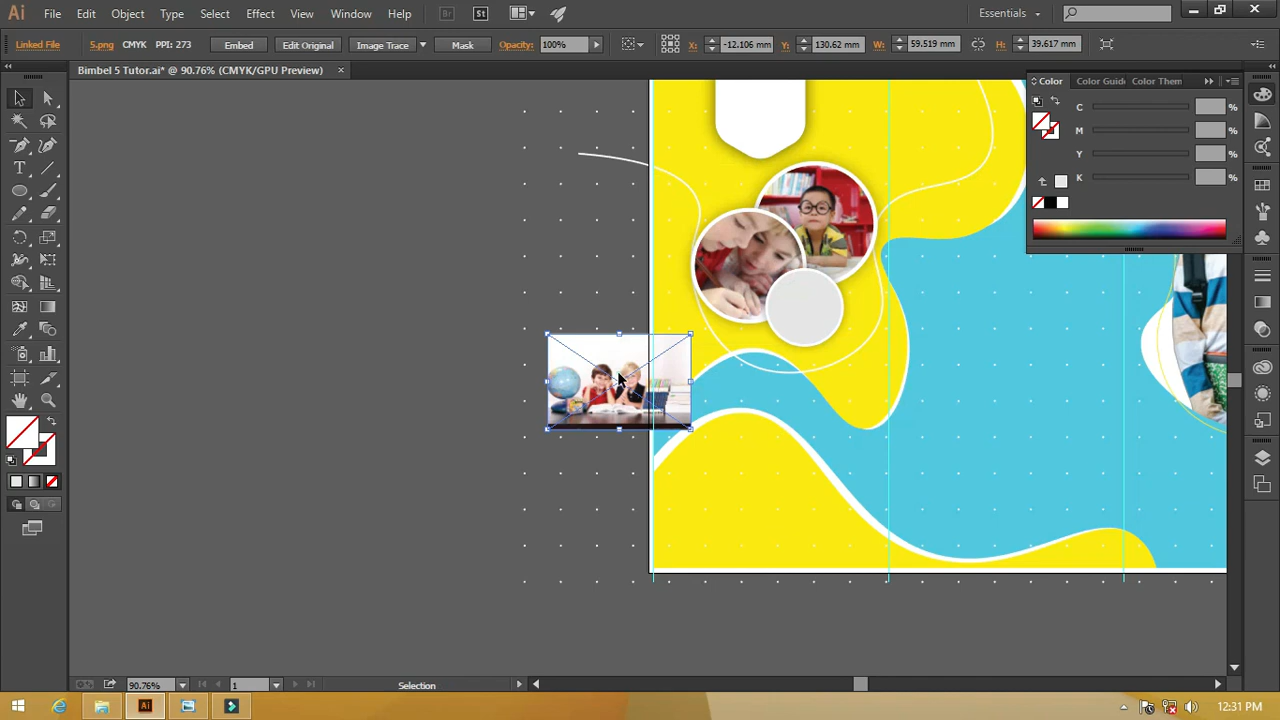 Ai File Edit Object Type Select Effect View Window Help Br St Essentials
Linked File 5.png CMYK PPI: 273 Embed Edit Original Image Trace Mask Opacity: 100% X: -12.106 mm Y: 130.62 mm W: 59.519 mm H: 39.617 mm
Bimbel 5 Tutor.ai* @ 90.76% (CMYK/GPU Preview)
Color Color Guide Color Them
C %
M %
Y %
K %
90.76% 1 Selection
Ai 12:31 PM